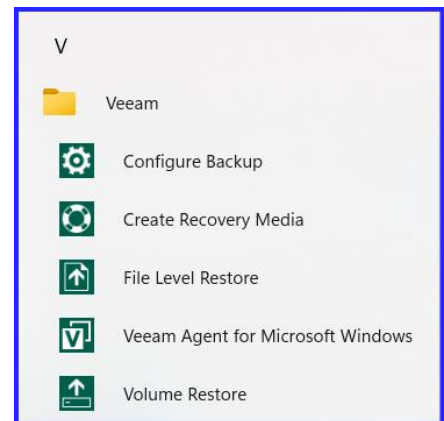 V
Veeam
Configure Backup
Create Recovery Media
File Level Restore
Veeam Agent for Microsoft Windows
Volume Restore